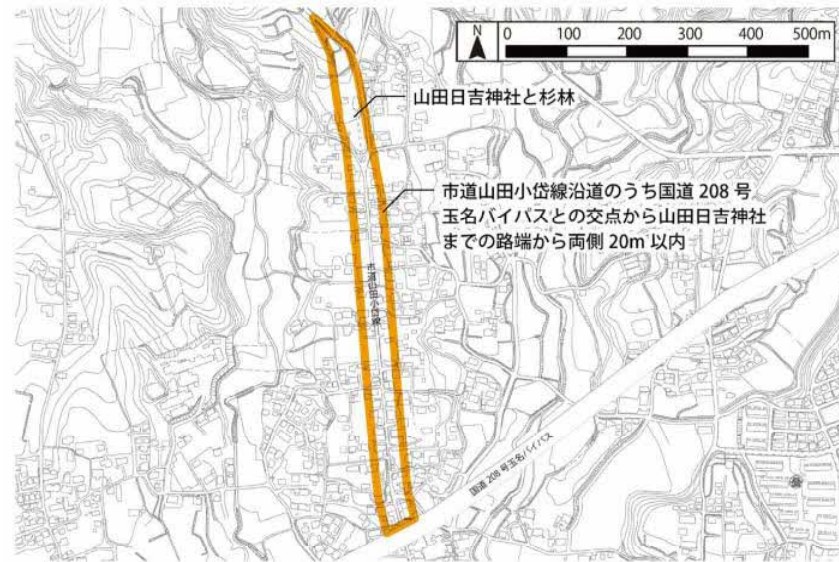 N
0 100 200 300 400 500m
山田日吉神社と杉林
市道山田小岱線沿道のうち国道 208 号
玉名バイパスとの交点から山田日吉神社
までの路端から両側 20m 以内
市道山田小岱線
国道 208 号玉名バイパス